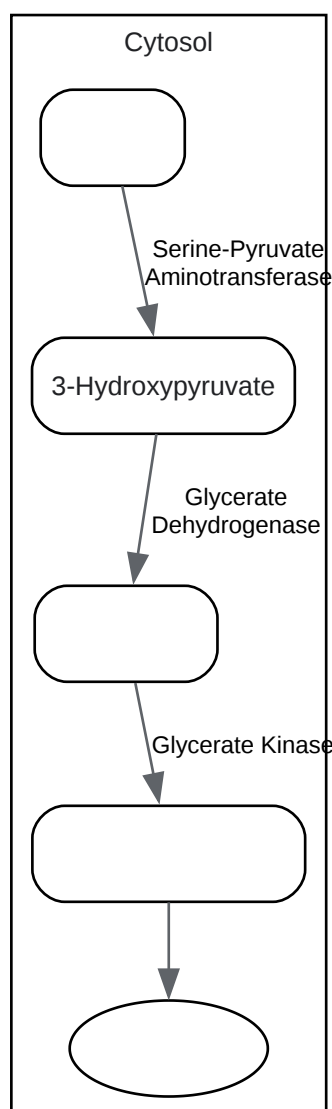 Cytosol
Serine-Pyruvate
Aminotransferase
3-Hydroxypyruvate
Glycerate
Dehydrogenase
Glycerate Kinase